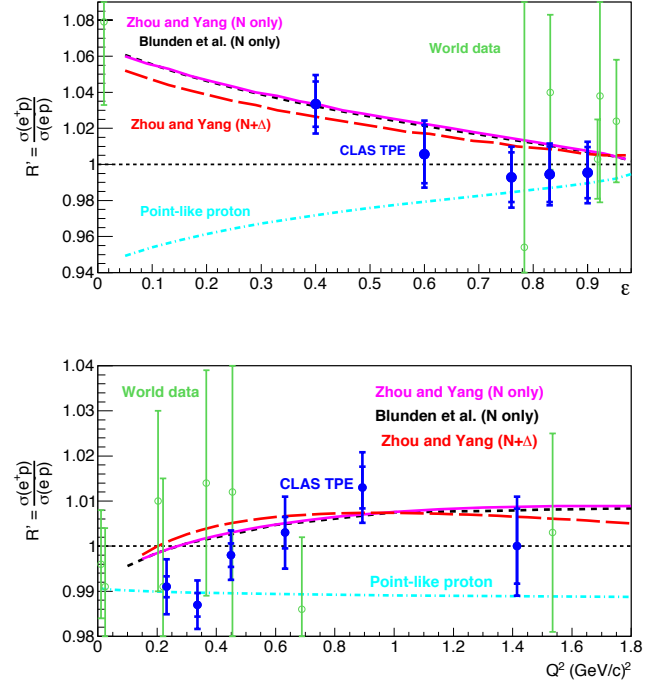 Zhou and Yang (N only)
Blunden et al. (N only)
World data
Zhou and Yang (N+Δ)
CLAS TPE
Point-like proton
R' = σ(e⁺p)/σ(e⁻p)
1.08
1.06
1.04
1.02
1
0.98
0.96
0.94
0 0.1 0.2 0.3 0.4 0.5 0.6 0.7 0.8 0.9 ε
World data
Zhou and Yang (N only)
Blunden et al. (N only)
Zhou and Yang (N+Δ)
CLAS TPE
Point-like proton
R' = σ(e⁺p)/σ(e⁻p)
1.04
1.03
1.02
1.01
1
0.99
0.98
0 0.2 0.4 0.6 0.8 1 1.2 1.4 1.6 1.8
Q² (GeV/c)²